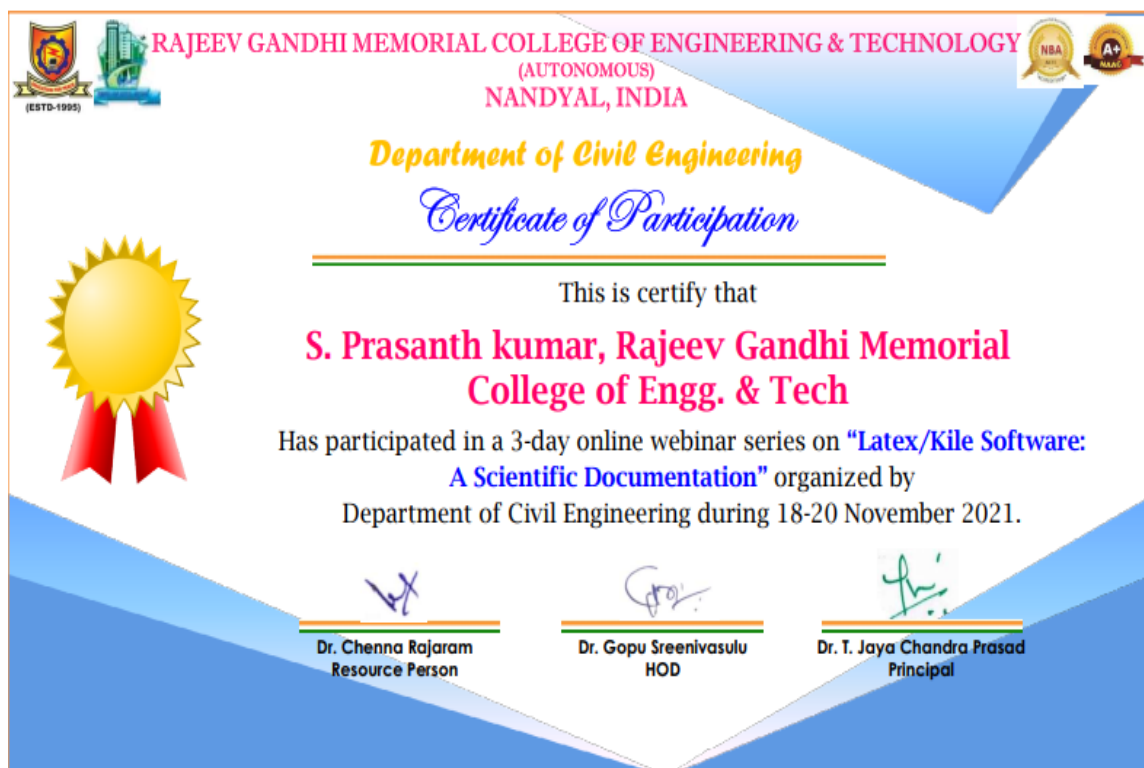 RAJEEV GANDHI MEMORIAL COLLEGE OF ENGINEERING & TECHNOLOGY
(AUTONOMOUS)
NANDYAL, INDIA
(ESTD-1995)
NBA
A+
NAAC
Department of Civil Engineering
Certificate of Participation
This is certify that
S. Prasanth kumar, Rajeev Gandhi Memorial
College of Engg. & Tech
Has participated in a 3-day online webinar series on “Latex/Kile Software:
A Scientific Documentation” organized by
Department of Civil Engineering during 18-20 November 2021.
Dr. Chenna Rajaram
Resource Person
Dr. Gopu Sreenivasulu
HOD
Dr. T. Jaya Chandra Prasad
Principal